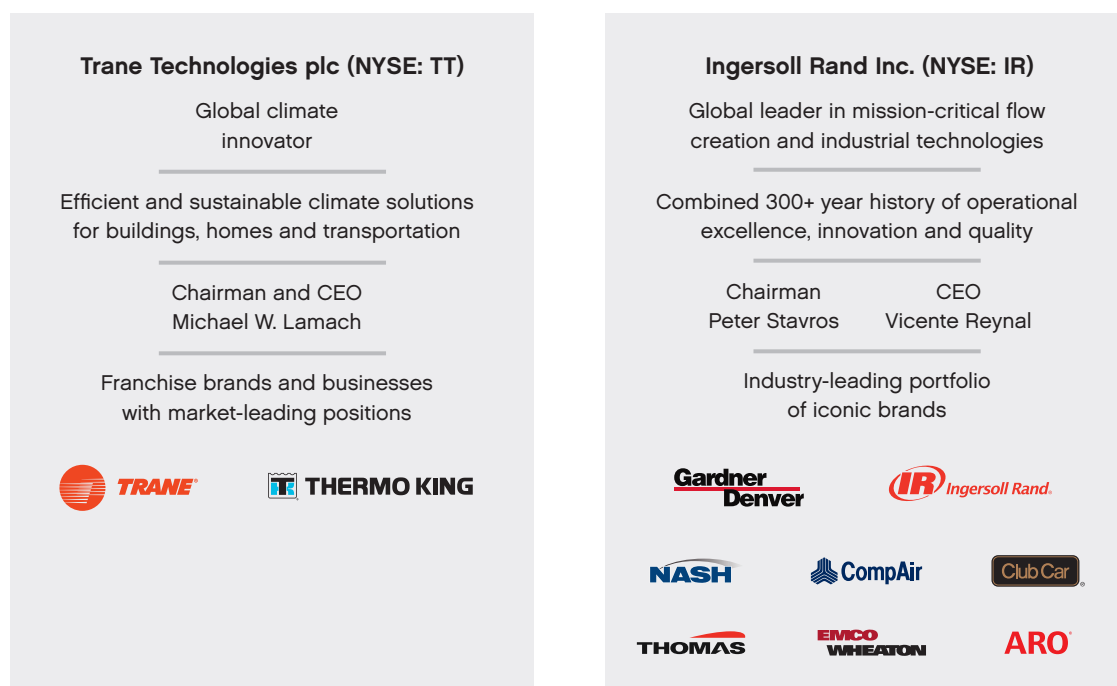 Trane Technologies plc (NYSE: TT)
Global climate
innovator
Efficient and sustainable climate solutions
for buildings, homes and transportation
Chairman and CEO
Michael W. Lamach
Franchise brands and businesses
with market-leading positions
TRANE®
THERMO KING
Ingersoll Rand Inc. (NYSE: IR)
Global leader in mission-critical flow
creation and industrial technologies
Combined 300+ year history of operational
excellence, innovation and quality
Chairman
Peter Stavros
CEO
Vicente Reynal
Industry-leading portfolio
of iconic brands
Gardner
Denver
IR Ingersoll Rand®
NASH
CompAir
Club Car®
THOMAS
EMCO
WHEATON
ARO®